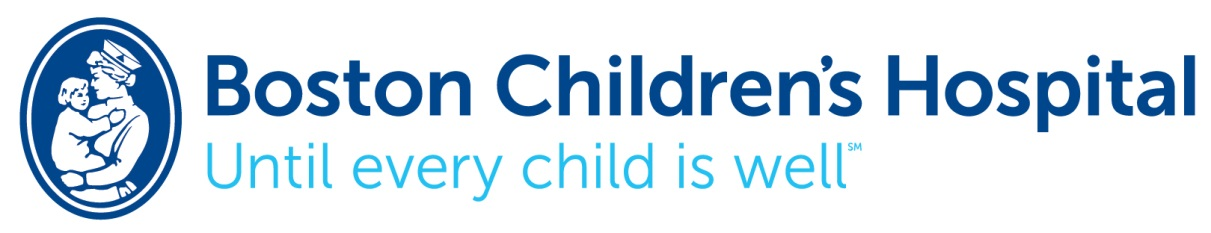 Boston Children’s Hospital
Until every child is well℠